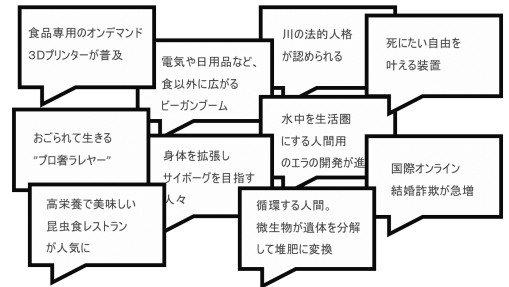 食品専用のオンデマンド
3Dプリンターが普及
電気や日用品など、
食以外に広がる
ビーガンブーム
川の法的人格
が認められる
死にたい自由を
叶える装置
おごられて生きる
"プロ奢ラレヤー"
身体を拡張し
サイボーグを目指す
人々
水中を生活圏
にする人間用
のエラの開発が進
国際オンライン
結婚詐欺が急増
高栄養で美味しい
昆虫食レストラン
が人気に
循環する人間。
微生物が遺体を分解
して堆肥に変換